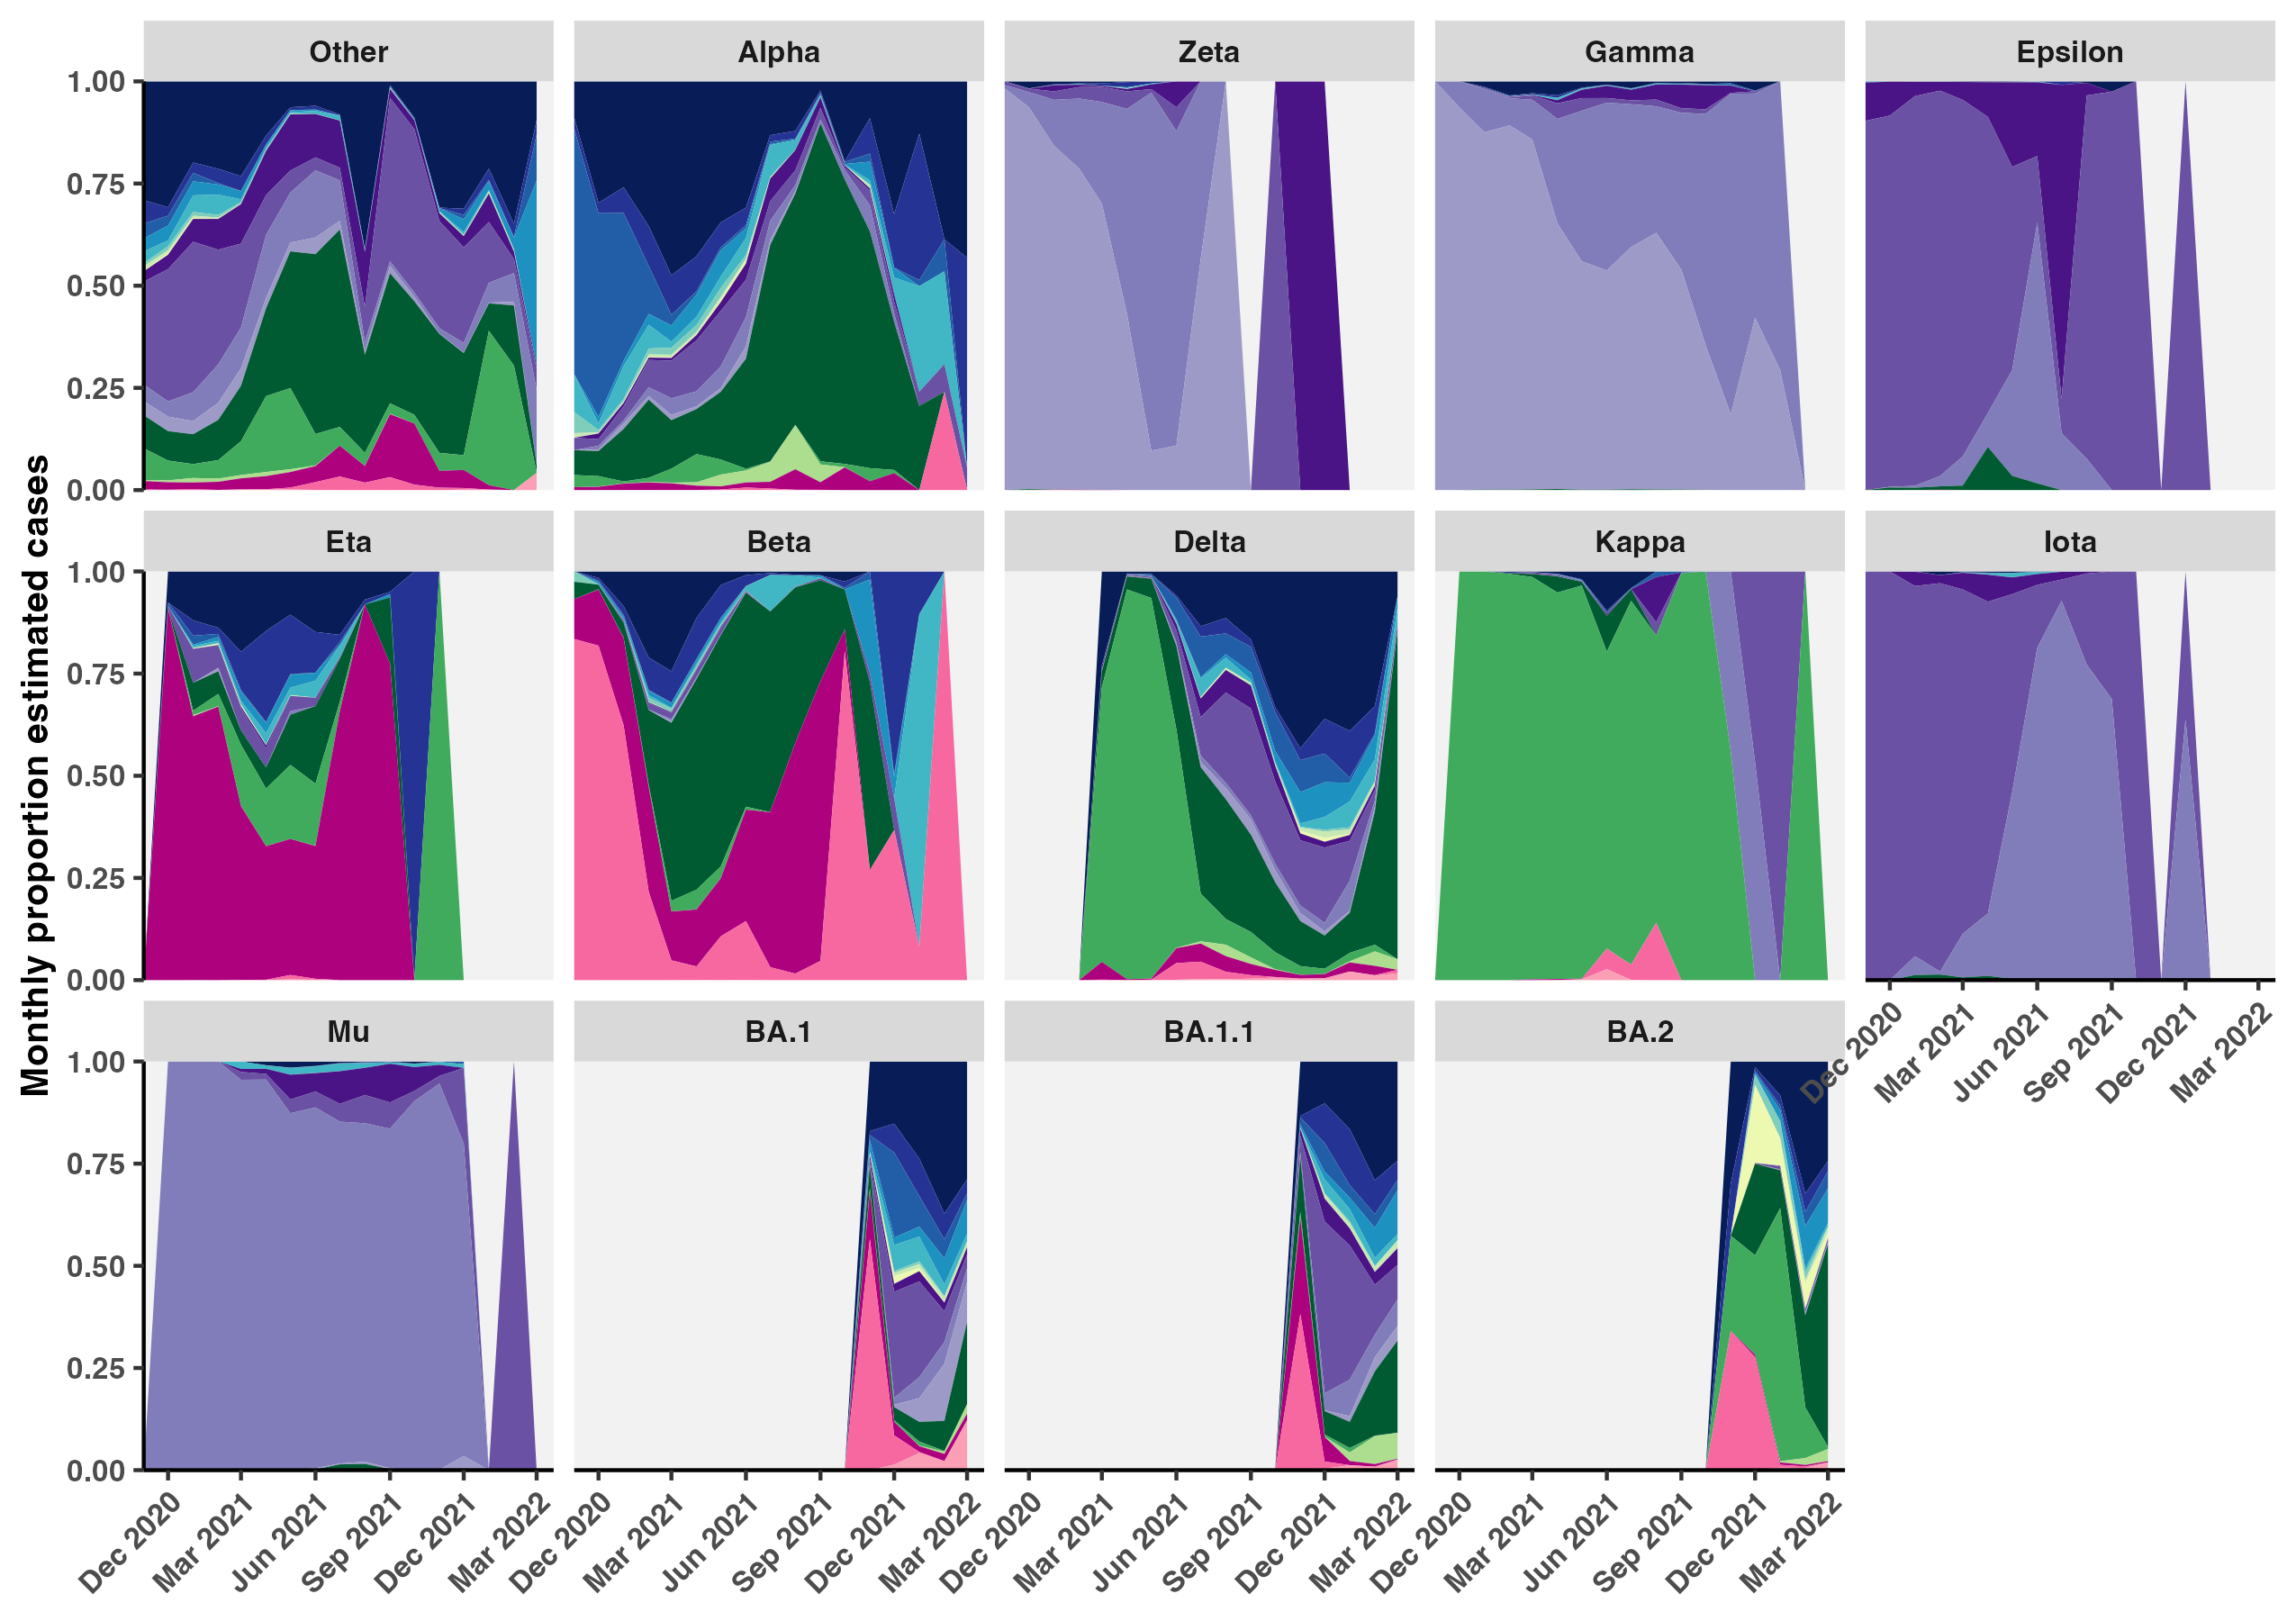 Monthly proportion estimated cases
Other
Alpha
Zeta
Gamma
Epsilon
1.00
0.75
0.50
0.25
0.00
Eta
Beta
Delta
Kappa
Iota
1.00
0.75
0.50
0.25
0.00
Dec 2020
Mar 2021
Jun 2021
Sep 2021
Dec 2021
Mar 2022
Mu
BA.1
BA.1.1
BA.2
1.00
0.75
0.50
0.25
0.00
Dec 2020
Mar 2021
Jun 2021
Sep 2021
Dec 2021
Mar 2022
Dec 2020
Mar 2021
Jun 2021
Sep 2021
Dec 2021
Mar 2022
Dec 2020
Mar 2021
Jun 2021
Sep 2021
Dec 2021
Mar 2022
Dec 2020
Mar 2021
Jun 2021
Sep 2021
Dec 2021
Mar 2022